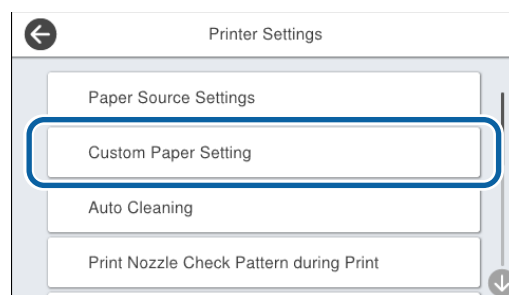 Printer Settings
Paper Source Settings
Custom Paper Setting
Auto Cleaning
Print Nozzle Check Pattern during Print